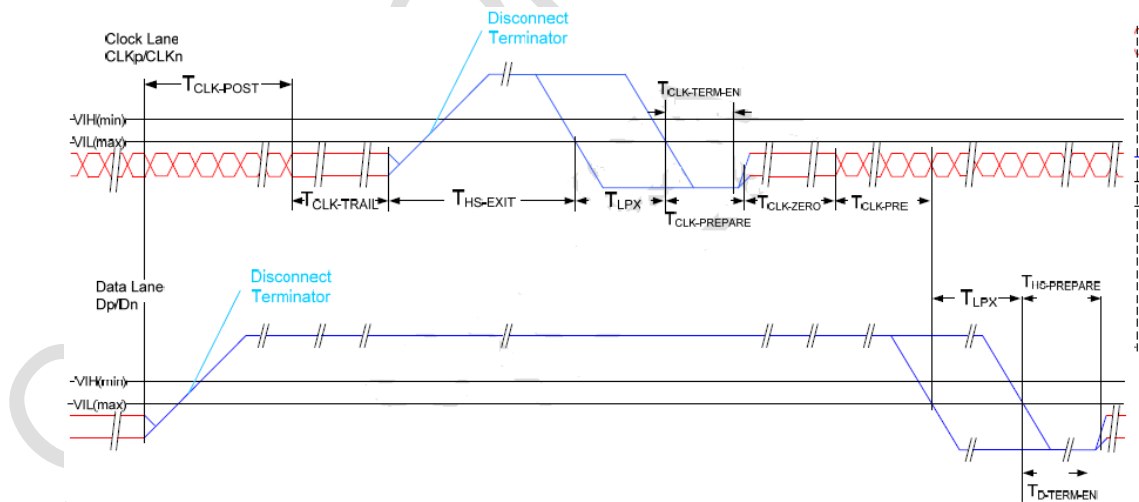 Disconnect
Terminator
Clock Lane
CLKp/CLKn
TCLK-POST
TCLK-TERM-EN
VIH(min)
VIL(max)
TCLK-TRAIL
THS-EXIT
TLPX
TCLK-PREPARE
TCLK-ZERO
TCLK-PRE
Data Lane
Dp/Dn
Disconnect
Terminator
TLPX
THS-PREPARE
VIH(min)
VIL(max)
TD-TERM-EN